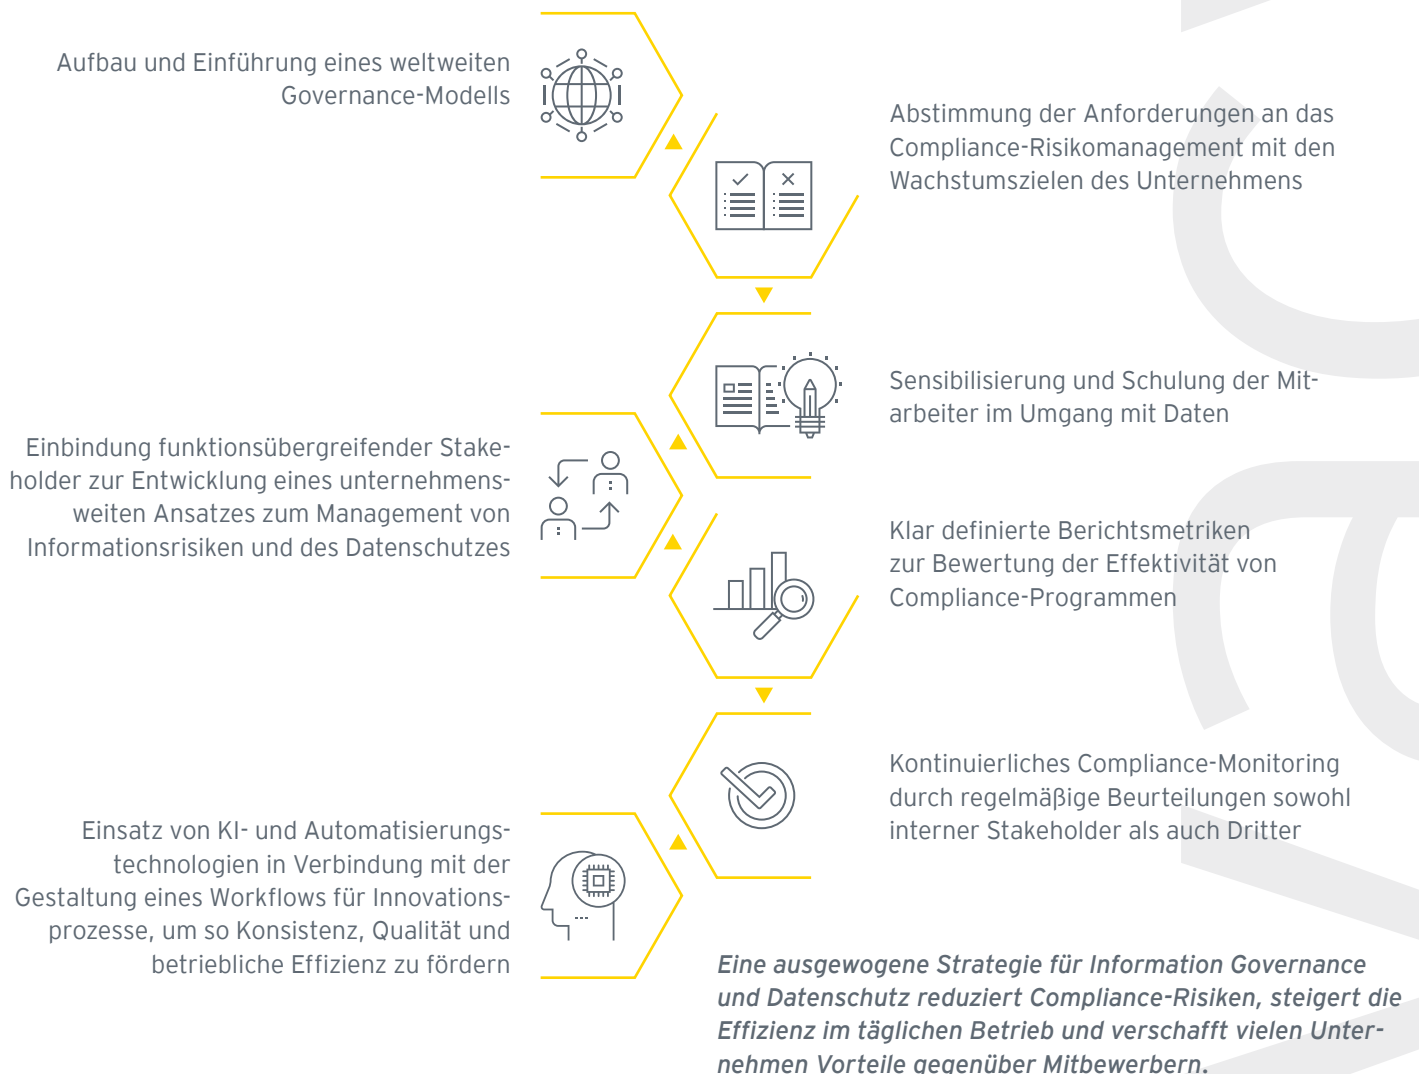 Aufbau und Einführung eines weltweiten
Governance-Modells
Abstimmung der Anforderungen an das
Compliance-Risikomanagement mit den
Wachstumszielen des Unternehmens
Sensibilisierung und Schulung der Mit-
arbeiter im Umgang mit Daten
Einbindung funktionsübergreifender Stake-
holder zur Entwicklung eines unternehmens-
weiten Ansatzes zum Management von
Informationsrisiken und des Datenschutzes
Klar definierte Berichtsmetriken
zur Bewertung der Effektivität von
Compliance-Programmen
Kontinuierliches Compliance-Monitoring
durch regelmäßige Beurteilungen sowohl
interner Stakeholder als auch Dritter
Einsatz von KI- und Automatisierungs-
technologien in Verbindung mit der
Gestaltung eines Workflows für Innovations-
prozesse, um so Konsistenz, Qualität und
betriebliche Effizienz zu fördern
Eine ausgewogene Strategie für Information Governance
und Datenschutz reduziert Compliance-Risiken, steigert die
Effizienz im täglichen Betrieb und verschafft vielen Unter-
nehmen Vorteile gegenüber Mitbewerbern.